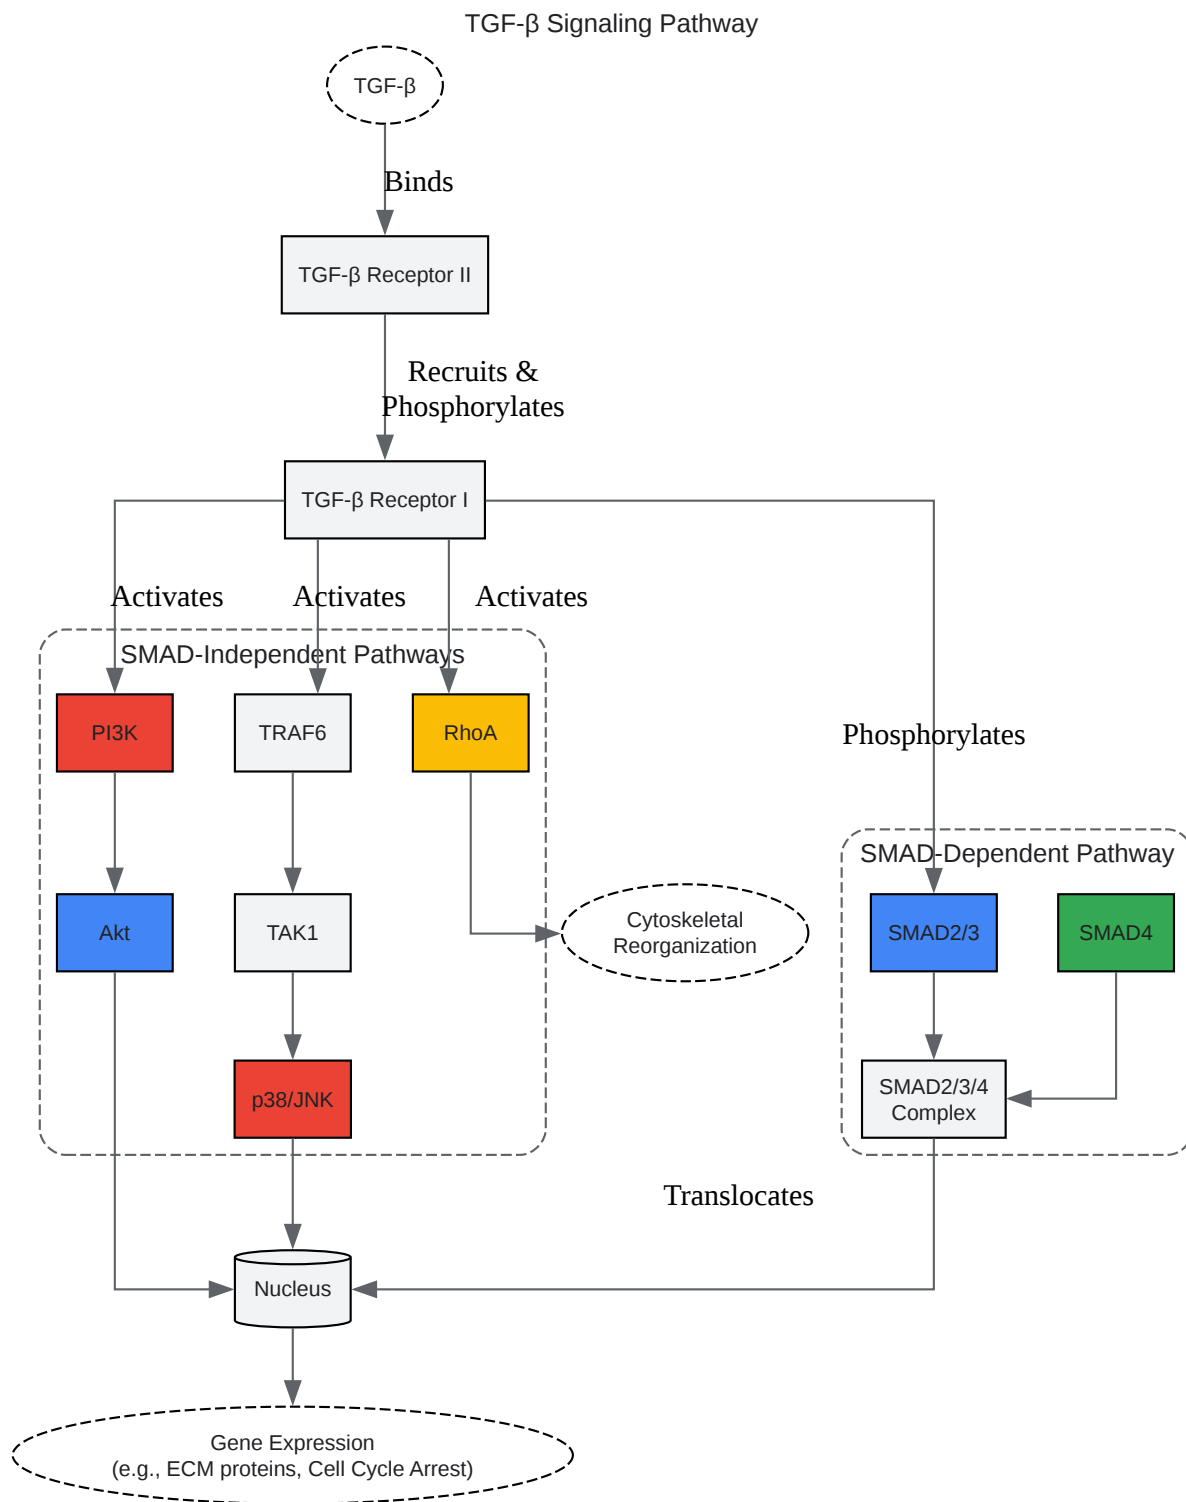 TGF-β Signaling Pathway
TGF-β
Binds
TGF-β Receptor II
Recruits &
Phosphorylates
TGF-β Receptor I
Activates
Activates
Activates
SMAD-Independent Pathways
PI3K
TRAF6
RhoA
Phosphorylates
SMAD-Dependent Pathway
Akt
TAK1
Cytoskeletal
Reorganization
SMAD2/3
SMAD4
p38/JNK
SMAD2/3/4
Complex
Translocates
Nucleus
Gene Expression
(e.g., ECM proteins, Cell Cycle Arrest)